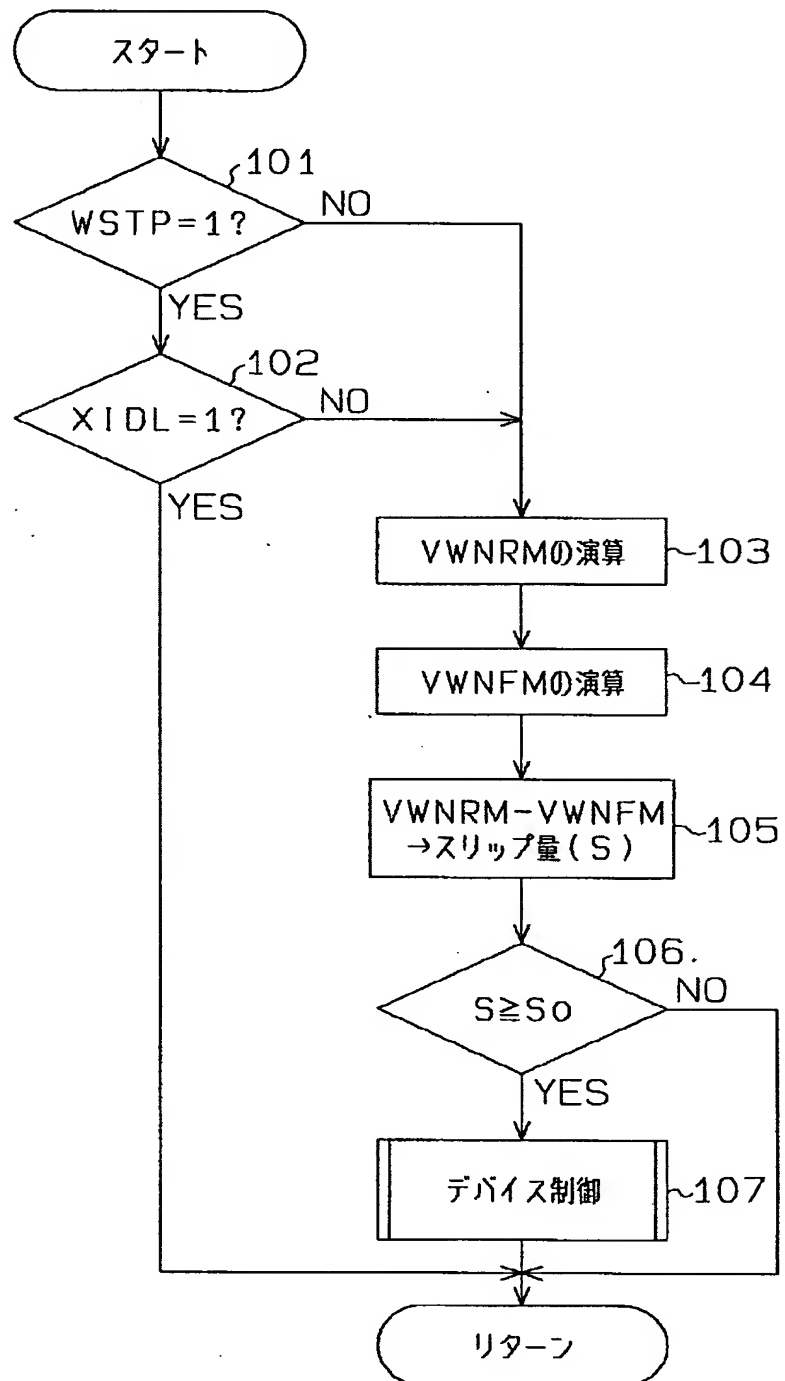 スタート
101
WSTP=1?
NO
YES
102
XIDL=1?
NO
YES
VWNRMの演算
103
VWNFMの演算
104
VWNRM-VWNFM
→スリップ量(S)
105
106.
S≧So
NO
YES
デバイス制御
107
リターン